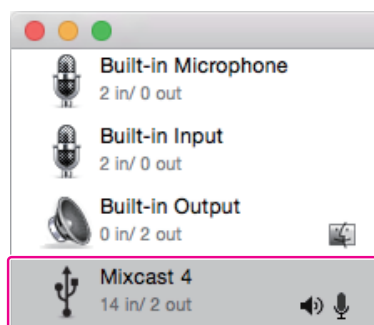 Built-in Microphone
2 in/ 0 out
Built-in Input
2 in/ 0 out
Built-in Output
0 in/ 2 out
Mixcast 4
14 in/ 2 out